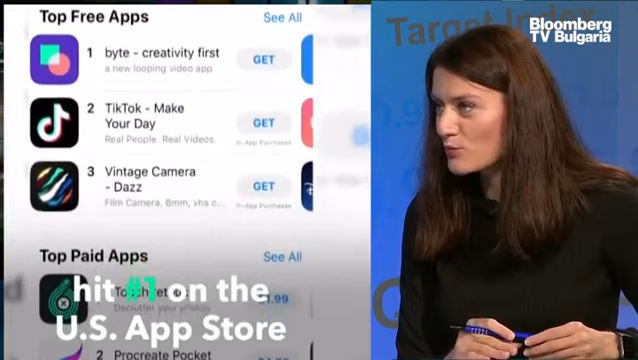 Top Free Apps
See All
1
byte - creativity first
a new looping video app
GET
2
TikTok - Make
Your Day
Real People. Real Videos.
GET
In-App Purchases
3
Vintage Camera
- Dazz
Film Camera, 8mm, vhs c...
GET
In-App Purchases
Top Paid Apps
See All
hit #1 on the
U.S. App Store
2
Procreate Pocket
Target Index
Bloomberg
TV Bulgaria